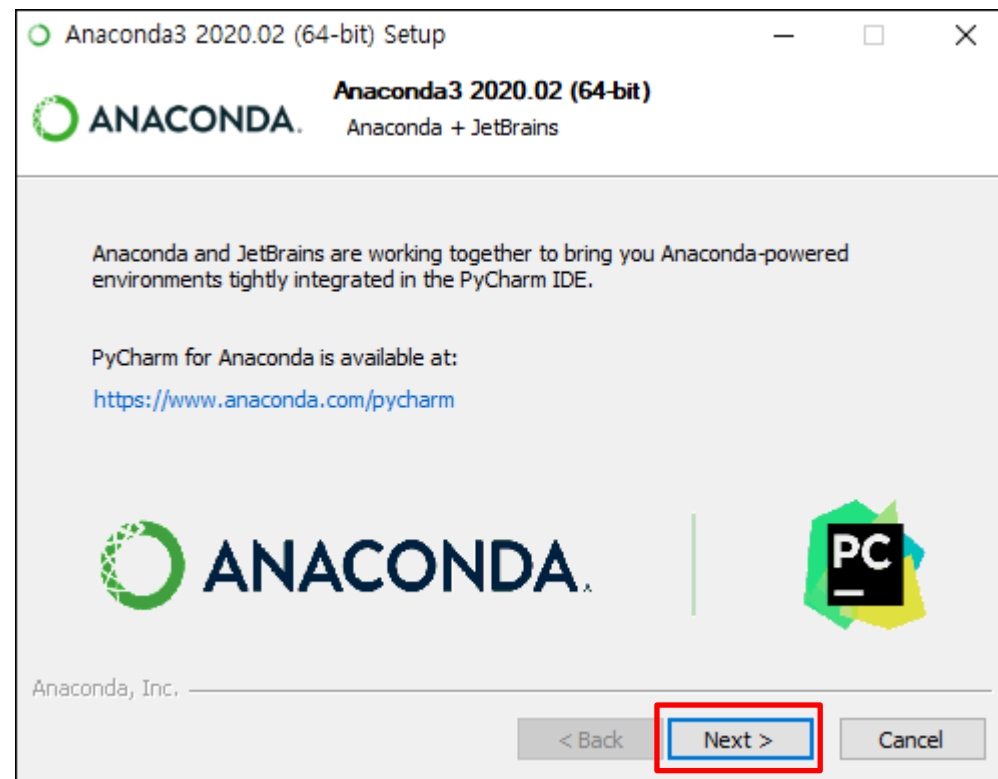 Anaconda3 2020.02 (64-bit) Setup
ANACONDA.
Anaconda3 2020.02 (64-bit)
Anaconda + JetBrains
Anaconda and JetBrains are working together to bring you Anaconda-powered
environments tightly integrated in the PyCharm IDE.
PyCharm for Anaconda is available at:
https://www.anaconda.com/pycharm
ANACONDA.
PC
Anaconda, Inc.
< Back
Next >
Cancel